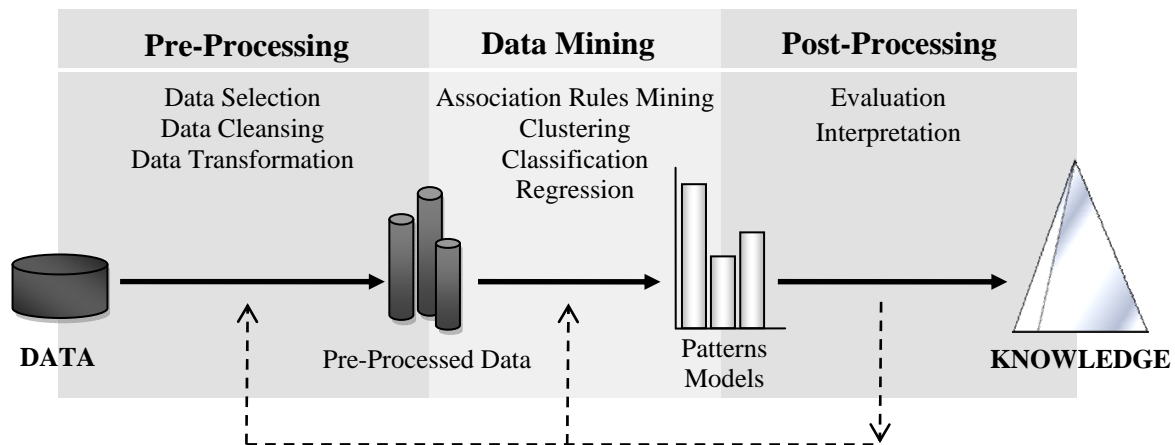 Pre-Processing
Data Mining
Post-Processing
Data Selection
Data Cleansing
Data Transformation
Association Rules Mining
Clustering
Classification
Regression
Evaluation
Interpretation
DATA
Pre-Processed Data
Patterns
Models
KNOWLEDGE